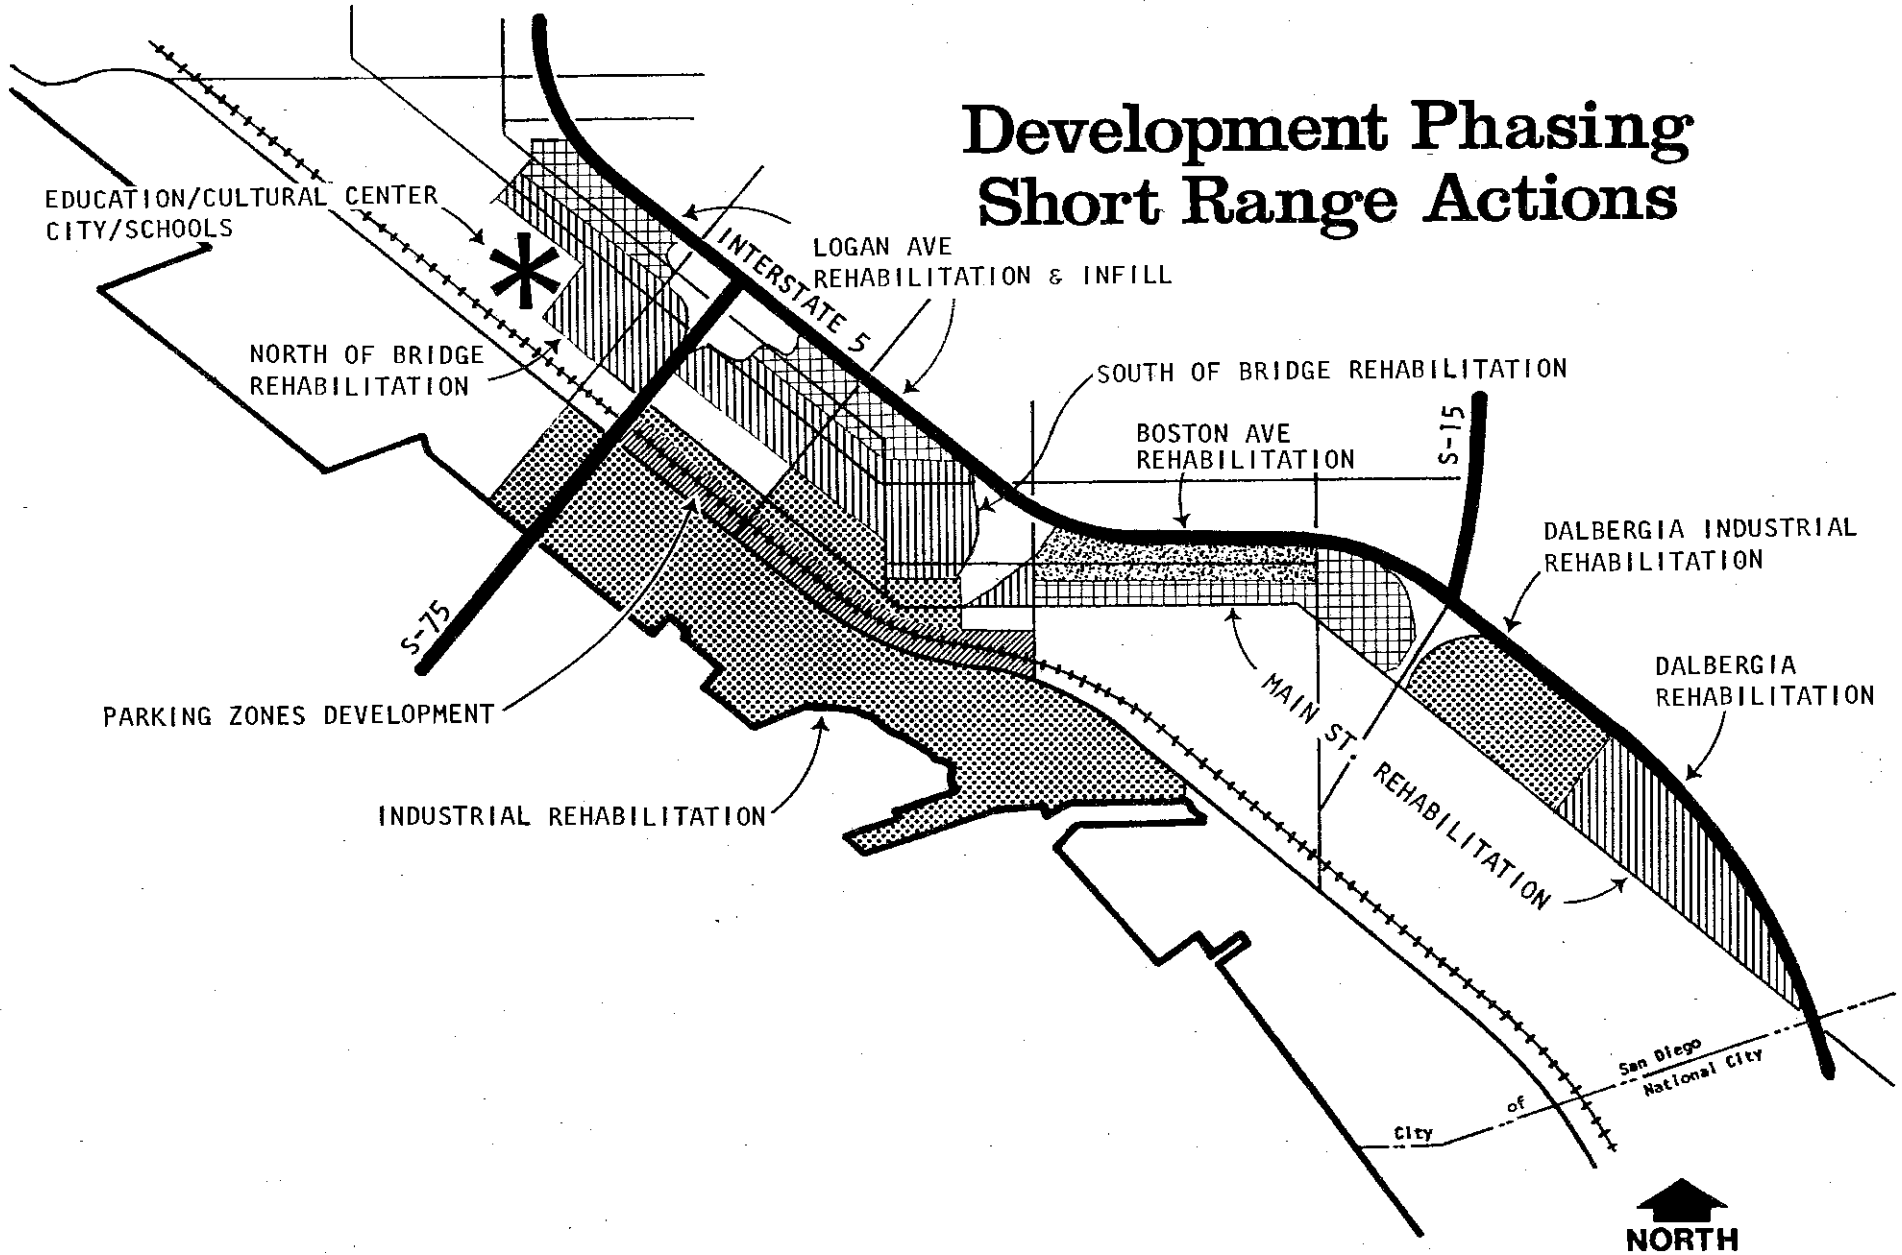 Development Phasing
Short Range Actions
EDUCATION/CULTURAL CENTER
CITY/SCHOOLS
INTERSTATE 5
LOGAN AVE
REHABILITATION & INFILL
NORTH OF BRIDGE
REHABILITATION
SOUTH OF BRIDGE REHABILITATION
BOSTON AVE
REHABILITATION
S-15
DALBERGIA INDUSTRIAL
REHABILITATION
S-75
DALBERGIA
REHABILITATION
PARKING ZONES DEVELOPMENT
MAIN ST. REHABILITATION
INDUSTRIAL REHABILITATION
San Diego
City of National City
NORTH